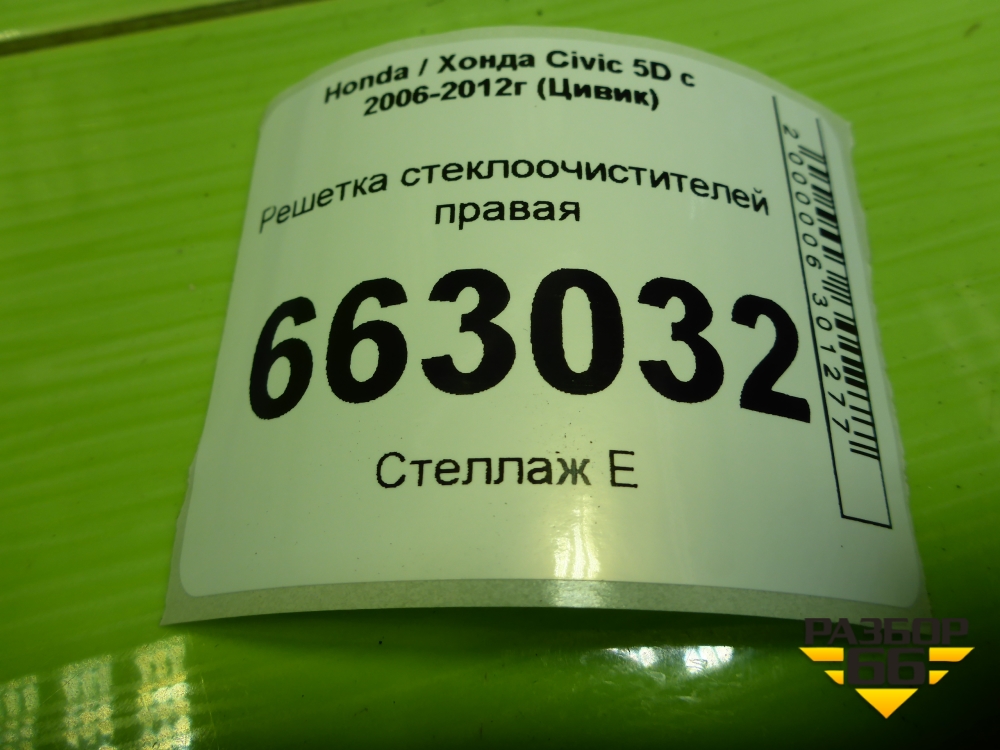 Honda / Хонда Civic 5D с
2006-2012г (Цивик)
Решетка стеклоочистителей
правая
663032
Стеллаж Е
2000006301277
РАЗБОР
66